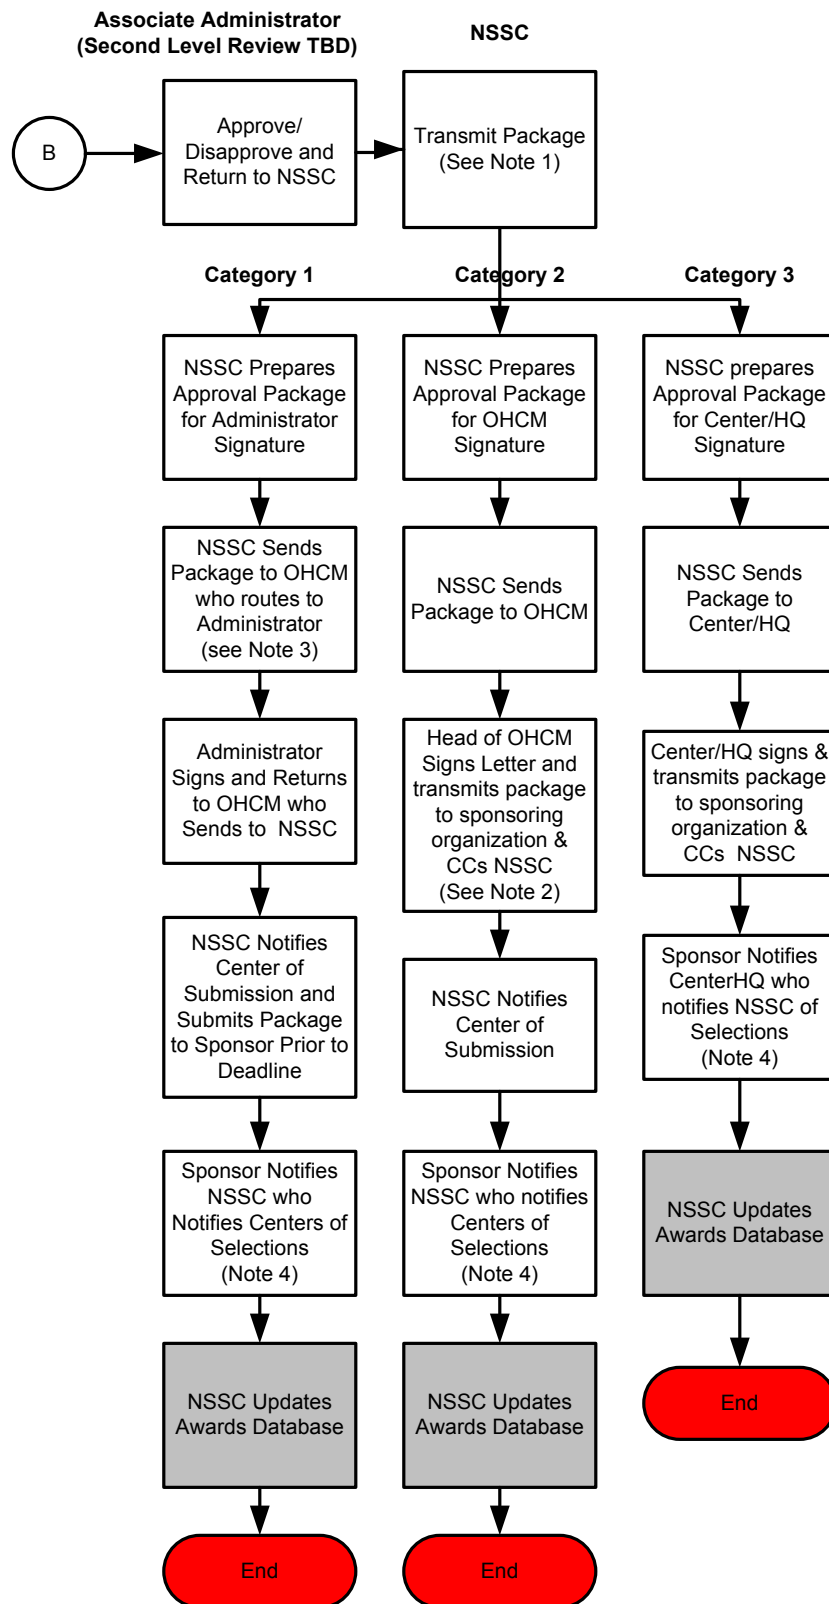 Associate Administrator
(Second Level Review TBD)
NSSC
B
Approve/
Disapprove and
Return to NSSC
Transmit Package
(See Note 1)
Category 1
Category 2
Category 3
NSSC Prepares
Approval Package
for Administrator
Signature
NSSC Prepares
Approval Package
for OHCM
Signature
NSSC prepares
Approval Package
for Center/HQ
Signature
NSSC Sends
Package to OHCM
who routes to
Administrator
(see Note 3)
NSSC Sends
Package to OHCM
NSSC Sends
Package to
Center/HQ
Administrator
Signs and Returns
to OHCM who
Sends to  NSSC
Head of OHCM
Signs Letter and
transmits package
to sponsoring
organization &
CCs NSSC
(See Note 2)
Center/HQ signs &
transmits package
to sponsoring
organization &
CCs  NSSC
NSSC Notifies
Center of
Submission and
Submits Package
to Sponsor Prior to
Deadline
NSSC Notifies
Center of
Submission
Sponsor Notifies
CenterHQ who
notifies NSSC of
Selections
(Note 4)
Sponsor Notifies
NSSC who
Notifies Centers of
Selections
(Note 4)
Sponsor Notifies
NSSC who notifies
Centers of
Selections
(Note 4)
NSSC Updates
Awards Database
NSSC Updates
Awards Database
NSSC Updates
Awards Database
End
End
End